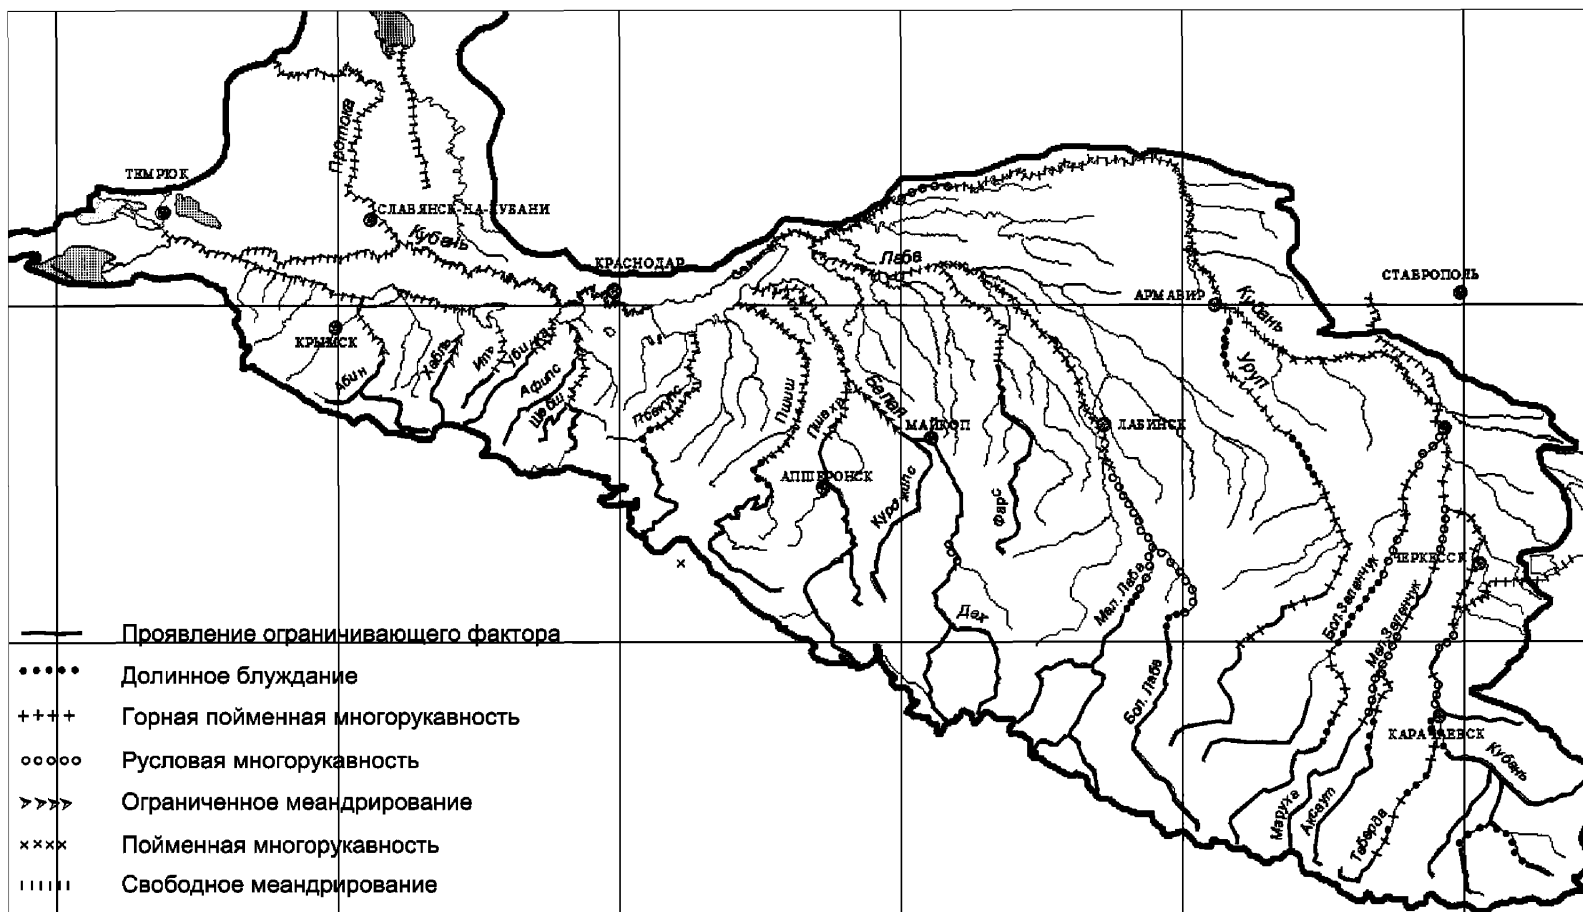 Протока
ТЕМРЮК
СЛАВЯНСК-НА-КУБАНИ
Кубань
КРАСНОДАР
Лаба
СТАВРОПОЛЬ
АРМАВИР
Кубань
КРЫМСК
Абин
Хабль
Иль
Убинка
Афипс
Шебш
Псекупс
Пшиш
Пшеха
Белая
МАЙКОП
Уруп
ЛАБИНСК
АПШЕРОНСК
Курджипс
Фарс
ЧЕРКЕССК
Мал. Лаба
Бол. Зеленчук
Мал. Зеленчук
Дах
Бол. Лаба
КАРАЧАЕВСК
Кубань
Маруха
Аксаут
Теберда
Проявление ограничивающего фактора
Долинное блуждание
Горная пойменная многорукавность
Русловая многорукавность
Ограниченное меандрирование
Пойменная многорукавность
Свободное меандрирование